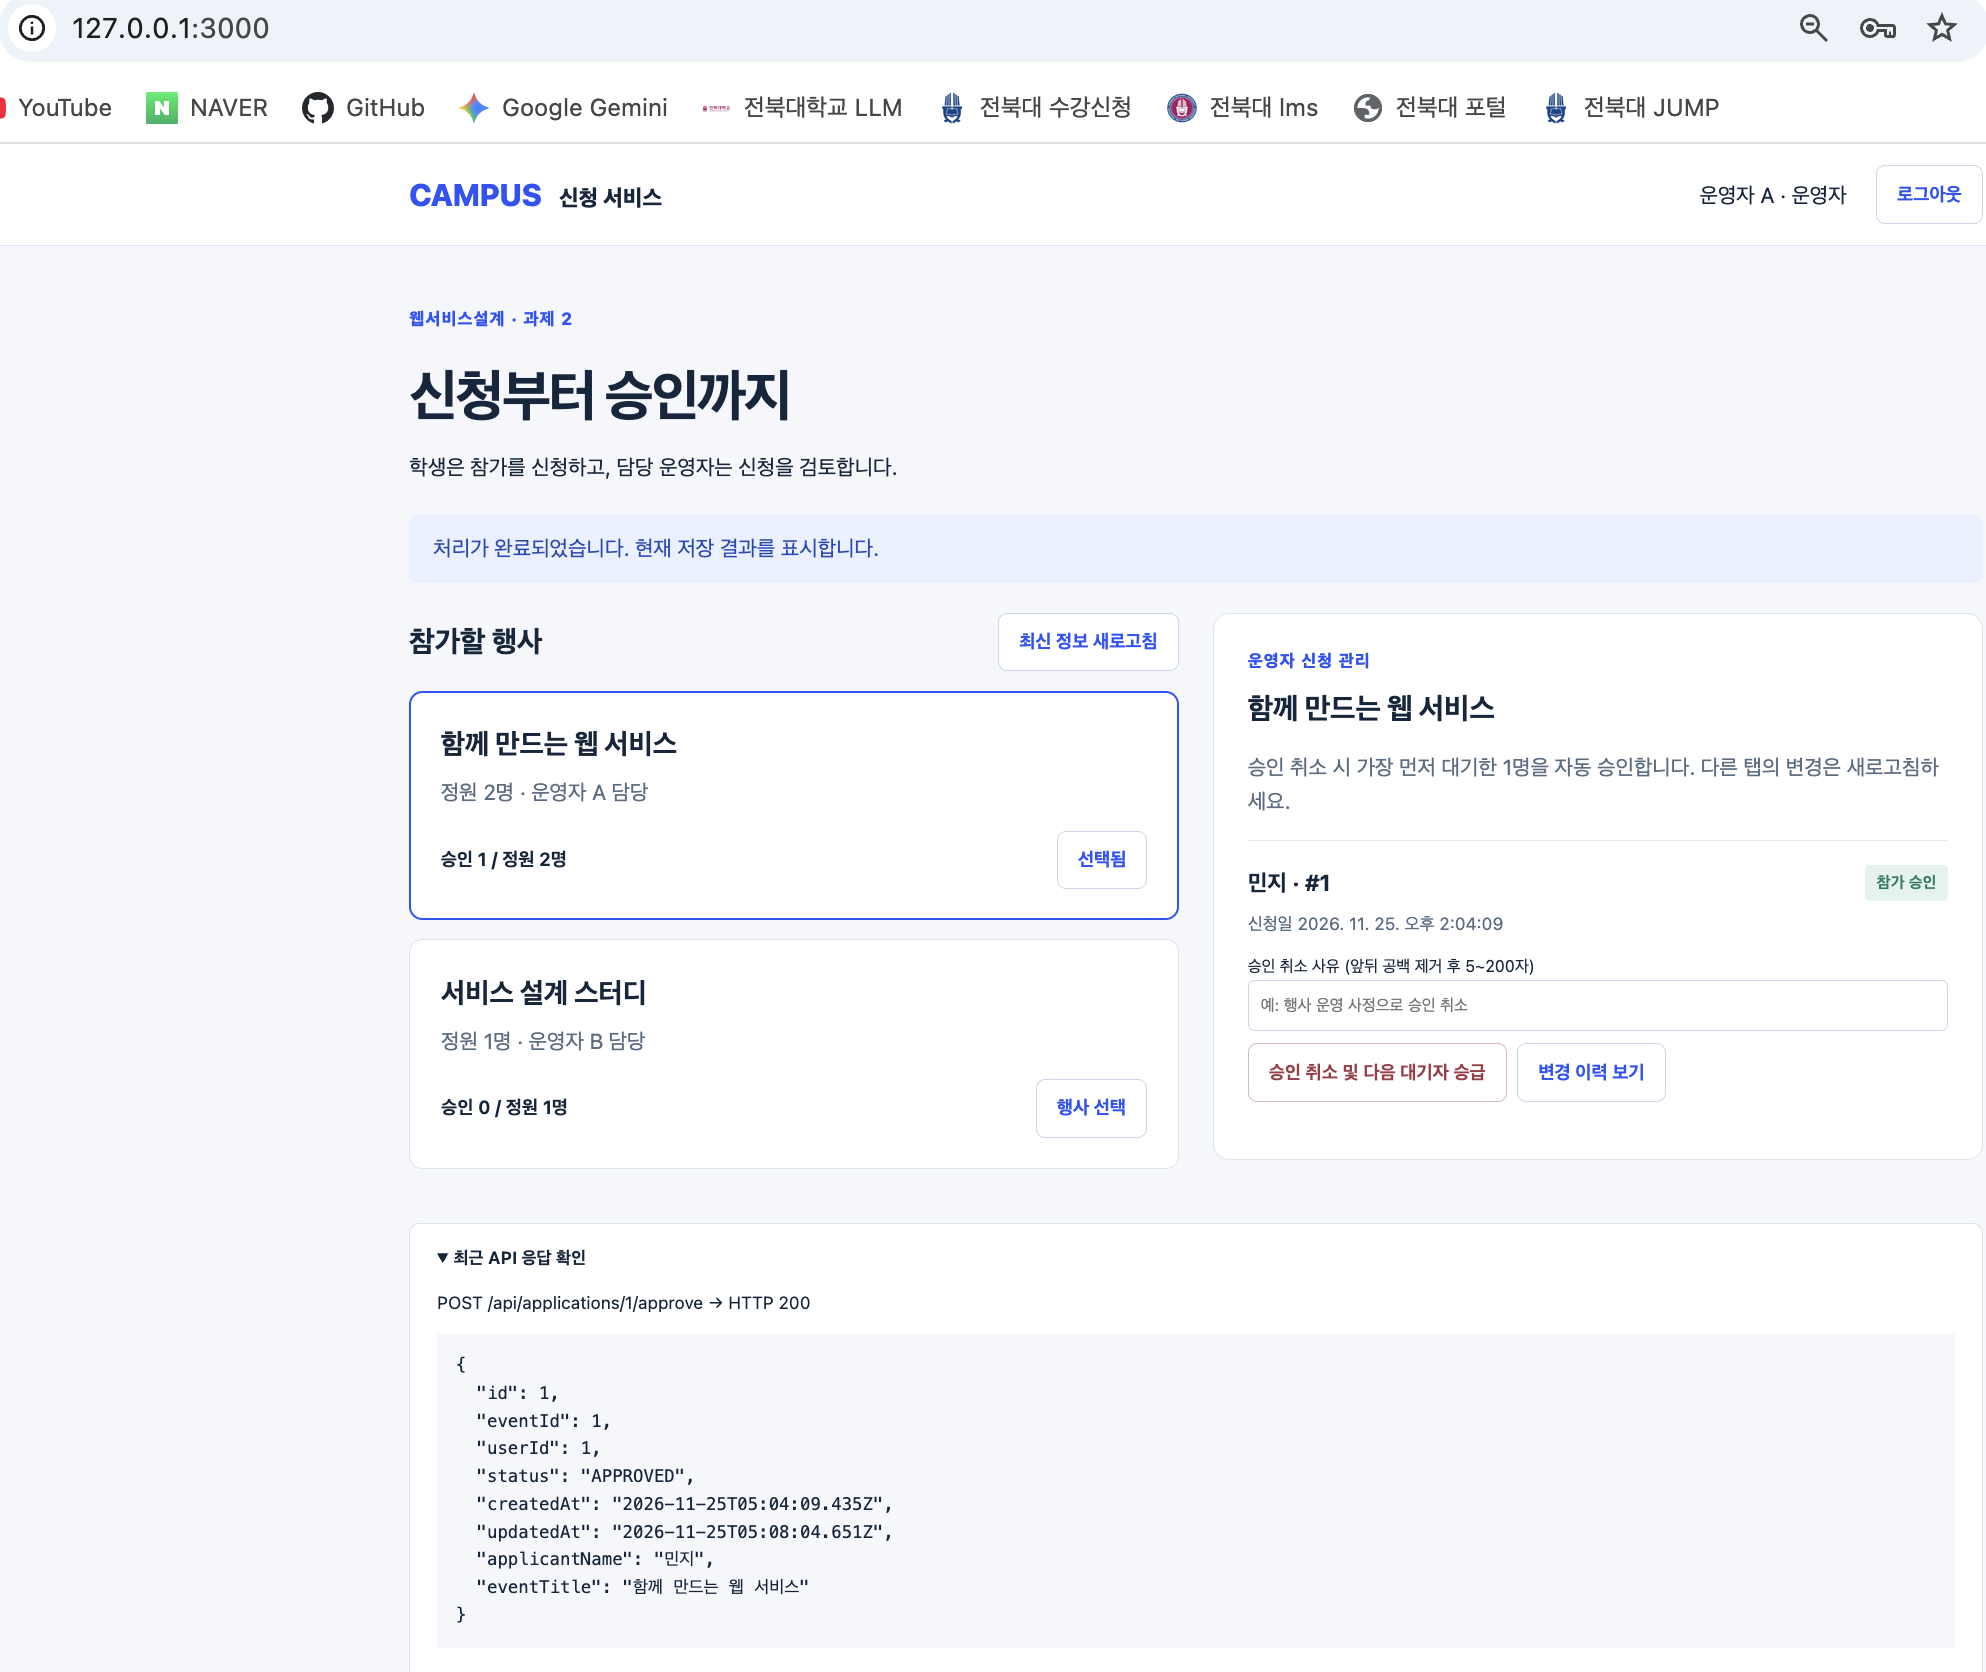 127.0.0.1:3000
YouTube
NAVER
GitHub
Google Gemini
전북대학교 LLM
전북대 수강신청
전북대 lms
전북대 포털
전북대 JUMP
CAMPUS 신청 서비스
운영자 A · 운영자
로그아웃
웹서비스설계 · 과제 2
신청부터 승인까지
학생은 참가를 신청하고, 담당 운영자는 신청을 검토합니다.
처리가 완료되었습니다. 현재 저장 결과를 표시합니다.
참가할 행사
최신 정보 새로고침
함께 만드는 웹 서비스
정원 2명 · 운영자 A 담당
승인 1 / 정원 2명
선택됨
서비스 설계 스터디
정원 1명 · 운영자 B 담당
승인 0 / 정원 1명
행사 선택
운영자 신청 관리
함께 만드는 웹 서비스
승인 취소 시 가장 먼저 대기한 1명을 자동 승인합니다. 다른 탭의 변경은 새로고침하
세요.
민지 · #1
참가 승인
신청일 2026. 11. 25. 오후 2:04:09
승인 취소 사유 (앞뒤 공백 제거 후 5~200자)
예: 행사 운영 사정으로 승인 취소
승인 취소 및 다음 대기자 승급
변경 이력 보기
▼ 최근 API 응답 확인
POST /api/applications/1/approve → HTTP 200
{
"id": 1,
"eventId": 1,
"userId": 1,
"status": "APPROVED",
"createdAt": "2026-11-25T05:04:09.435Z",
"updatedAt": "2026-11-25T05:08:04.651Z",
"applicantName": "민지",
"eventTitle": "함께 만드는 웹 서비스"
}